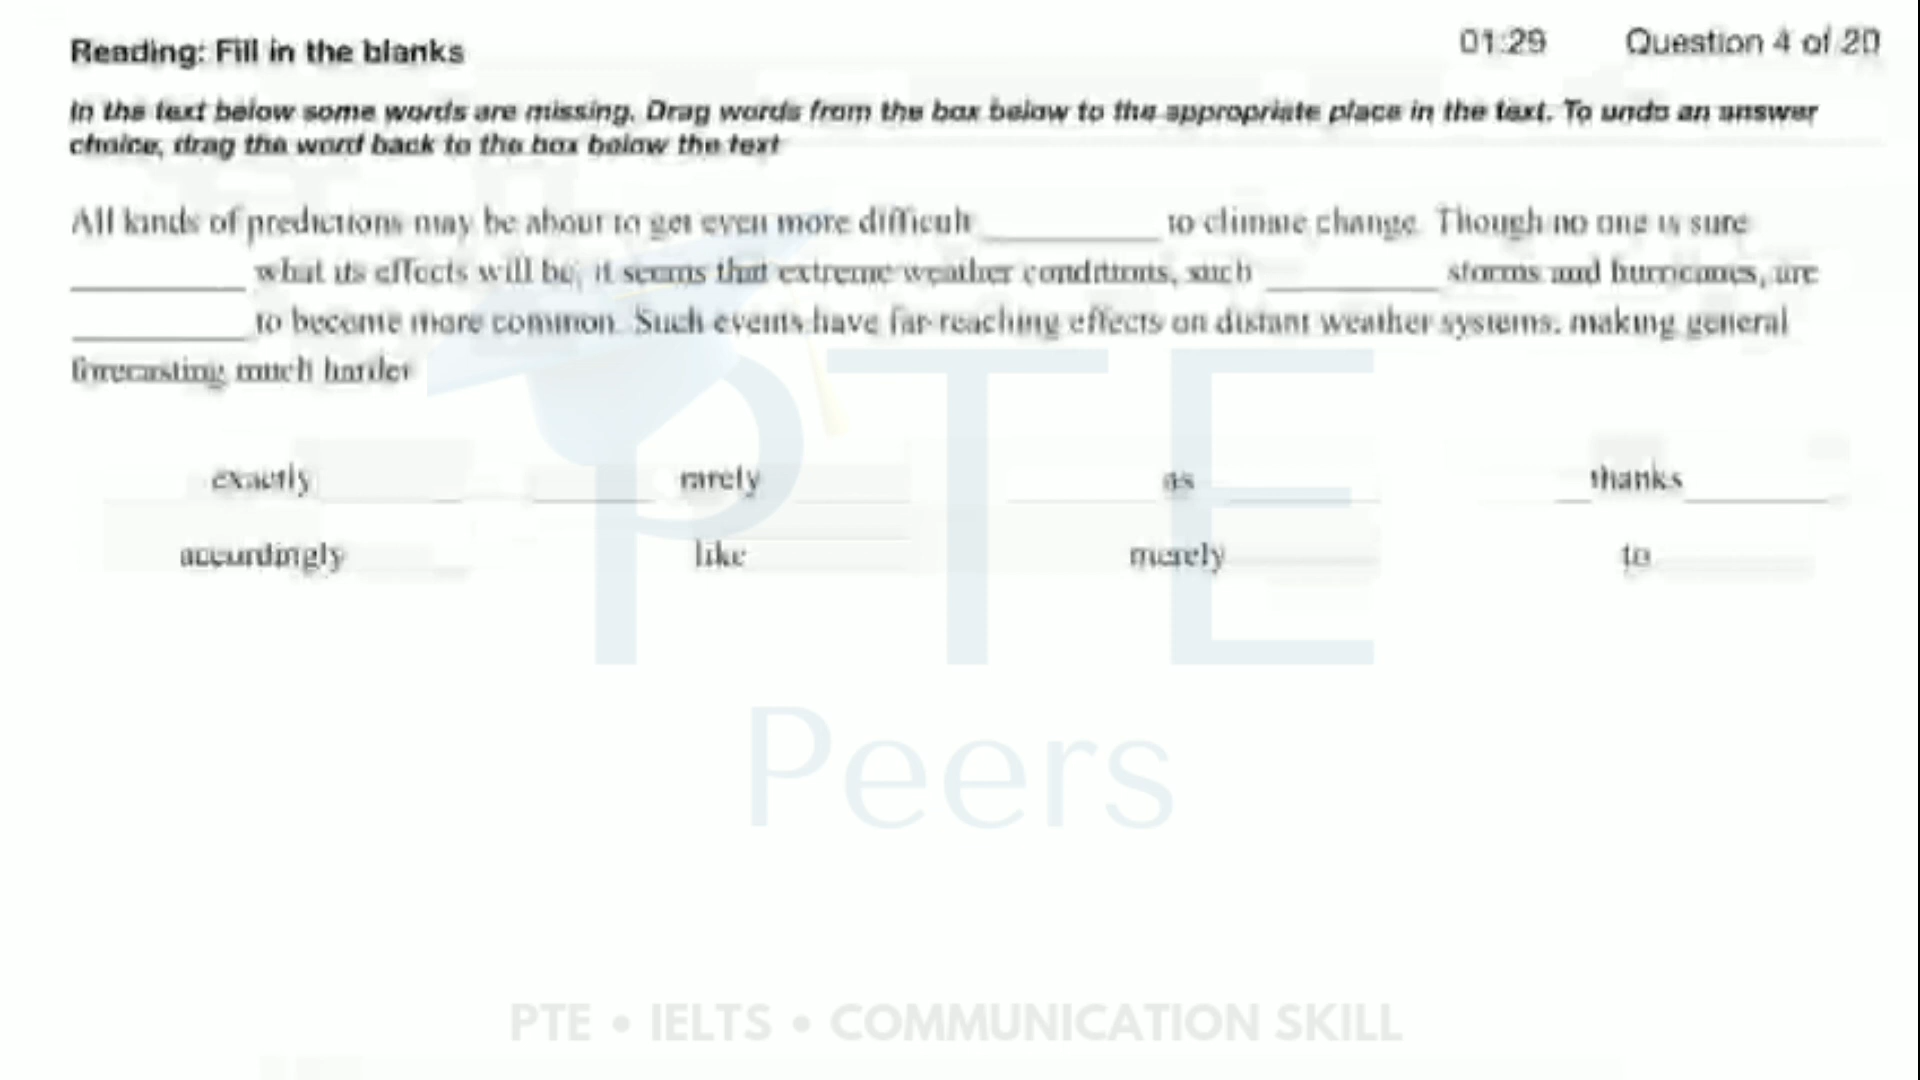 Reading: Fill in the blanks
01:29 Question 4 of 20
In the text below some words are missing. Drag words from the box below to the appropriate place in the text. To undo an answer
choice, drag the word back to the box below the text
All kinds of predictions may be about to get even more difficult __________ to climate change. Though no one is sure
__________ what its effects will be, it seems that extreme weather conditions, such __________ storms and hurricanes, are
__________ to become more common. Such events have far-reaching effects on distant weather systems, making general
forecasting much harder
exactly rarely as thanks
accordingly like merely to
PTE
Peers
PTE • IELTS • COMMUNICATION SKILL